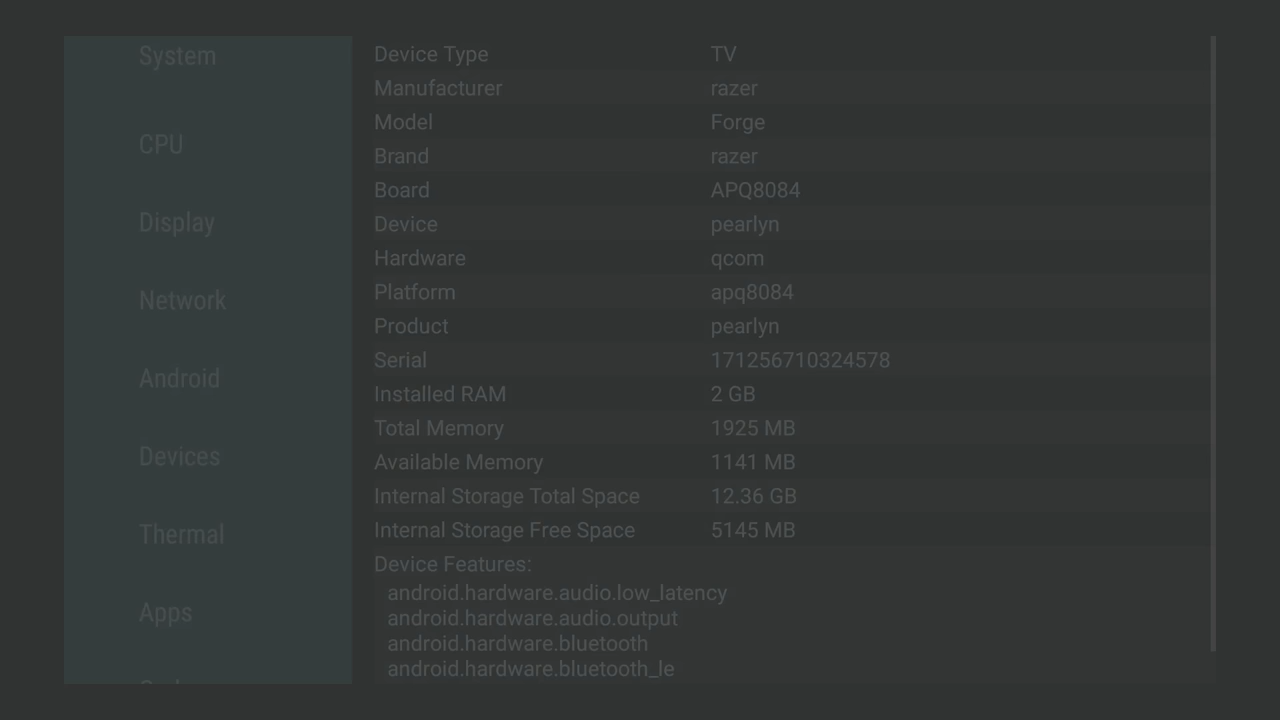 System
CPU
Display
Network
Android
Devices
Thermal
Apps
Device Type TV
Manufacturer razer
Model Forge
Brand razer
Board APQ8084
Device pearlyn
Hardware qcom
Platform apq8084
Product pearlyn
Serial 171256710324578
Installed RAM 2 GB
Total Memory 1925 MB
Available Memory 1141 MB
Internal Storage Total Space 12.36 GB
Internal Storage Free Space 5145 MB
Device Features:
android.hardware.audio.low_latency
android.hardware.audio.output
android.hardware.bluetooth
android.hardware.bluetooth_le